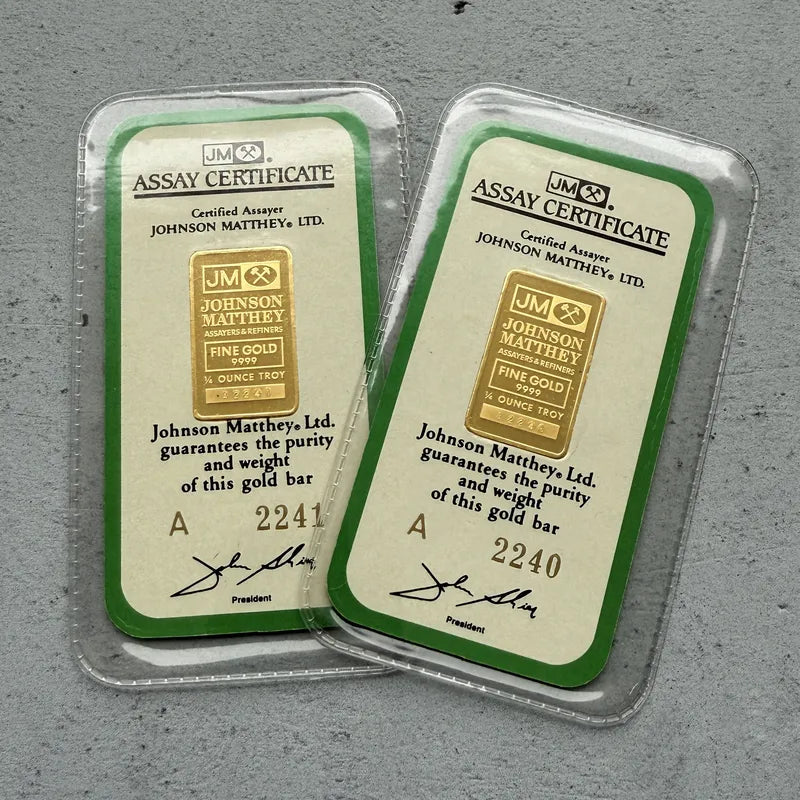 JM
ASSAY CERTIFICATE
Certified Assayer
JOHNSON MATTHEY® LTD.
JM
JOHNSON
MATTHEY
ASSAYERS & REFINERS
FINE GOLD
9999
¼ OUNCE TROY
Johnson Matthey® Ltd.
guarantees the purity
and weight
of this gold bar
A 2241
President
JM
ASSAY CERTIFICATE
Certified Assayer
JOHNSON MATTHEY® LTD.
JM
JOHNSON
MATTHEY
ASSAYERS & REFINERS
FINE GOLD
9999
¼ OUNCE TROY
Johnson Matthey® Ltd.
guarantees the purity
and weight
of this gold bar
A 2240
President